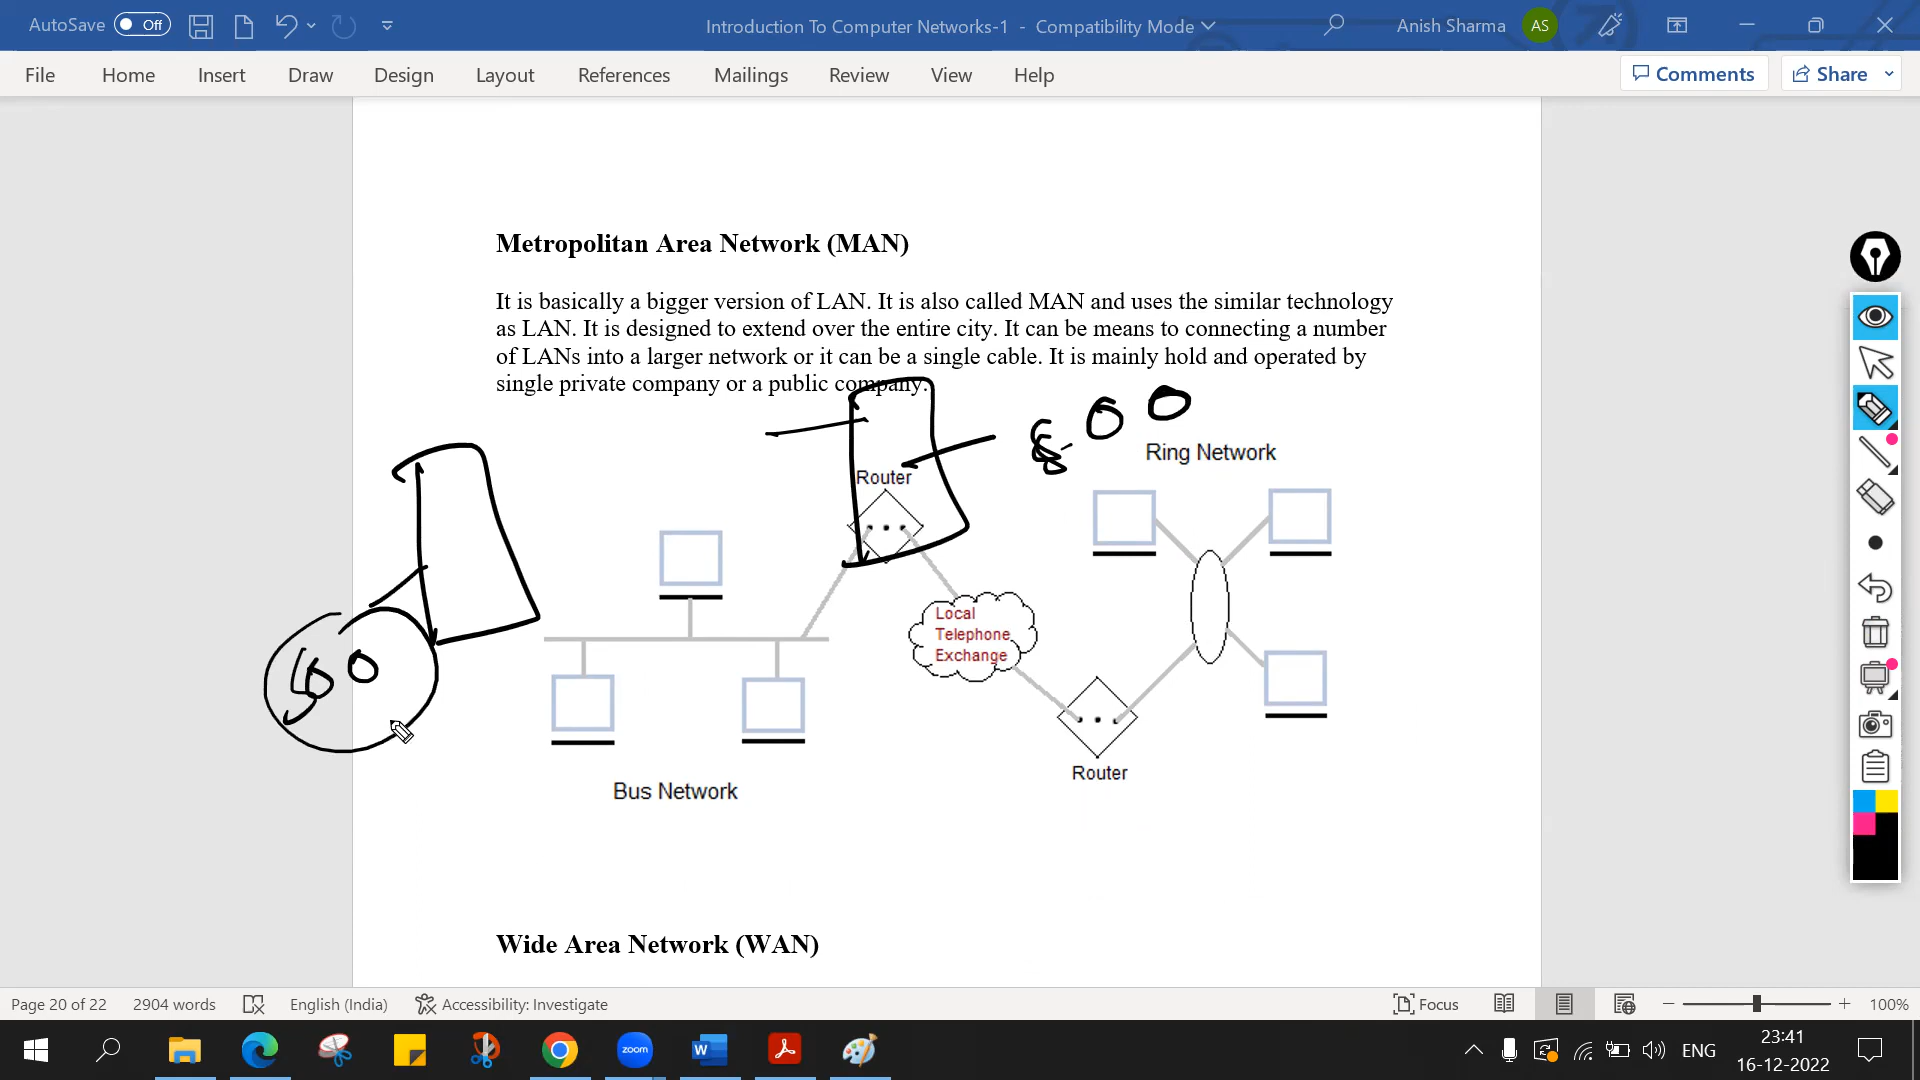 AutoSave Off Introduction To Computer Networks-1 - Compatibility Mode Anish Sharma AS
File Home Insert Draw Design Layout References Mailings Review View Help Comments Share
Metropolitan Area Network (MAN)
It is basically a bigger version of LAN. It is also called MAN and uses the similar technology
as LAN. It is designed to extend over the entire city. It can be means to connecting a number
of LANs into a larger network or it can be a single cable. It is mainly hold and operated by
single private company or a public company.
Router
Ring Network
Local
Telephone
Exchange
Router
Bus Network
Wide Area Network (WAN)
Page 20 of 22 2904 words English (India) Accessibility: Investigate Focus 100%
zoom W ENG 23:41
16-12-2022